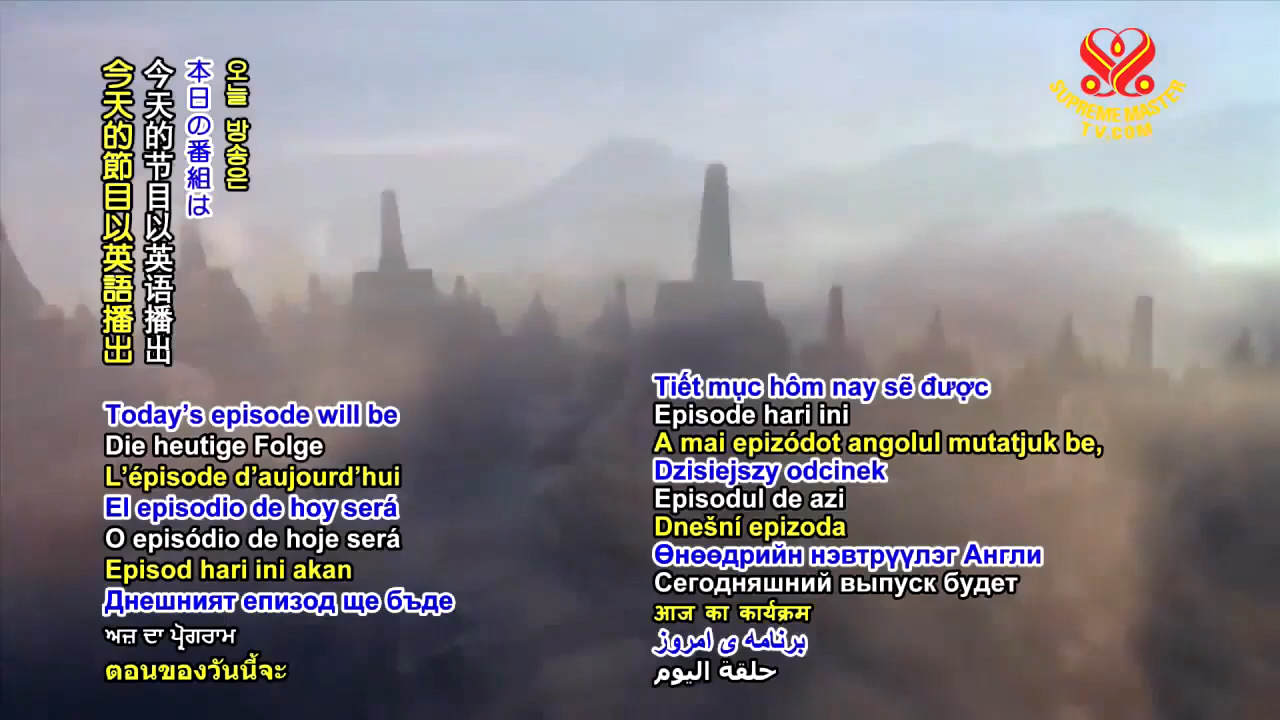 오늘 방송은
本日の番組は
今天的节目以英语播出
今天的節目以英語播出
SUPREME MASTER
TV.COM
Today's episode will be
Die heutige Folge
L'épisode d'aujourd'hui
El episodio de hoy será
O episódio de hoje será
Episod hari ini akan
Днешният епизод ще бъде
ਅਜ਼ ਦਾ ਪ੍ਰੋਗਰਾਮ
ตอนของวันนี้จะ
Tiết mục hôm nay sẽ được
Episode hari ini
A mai epizódot angolul mutatjuk be,
Dzisiejszy odcinek
Episodul de azi
Dnešní epizoda
Өнөөдрийн нэвтрүүлэг Англи
Сегодняшний выпуск будет
आज का कार्यक्रम
برنامه ی امروز
حلقة اليوم